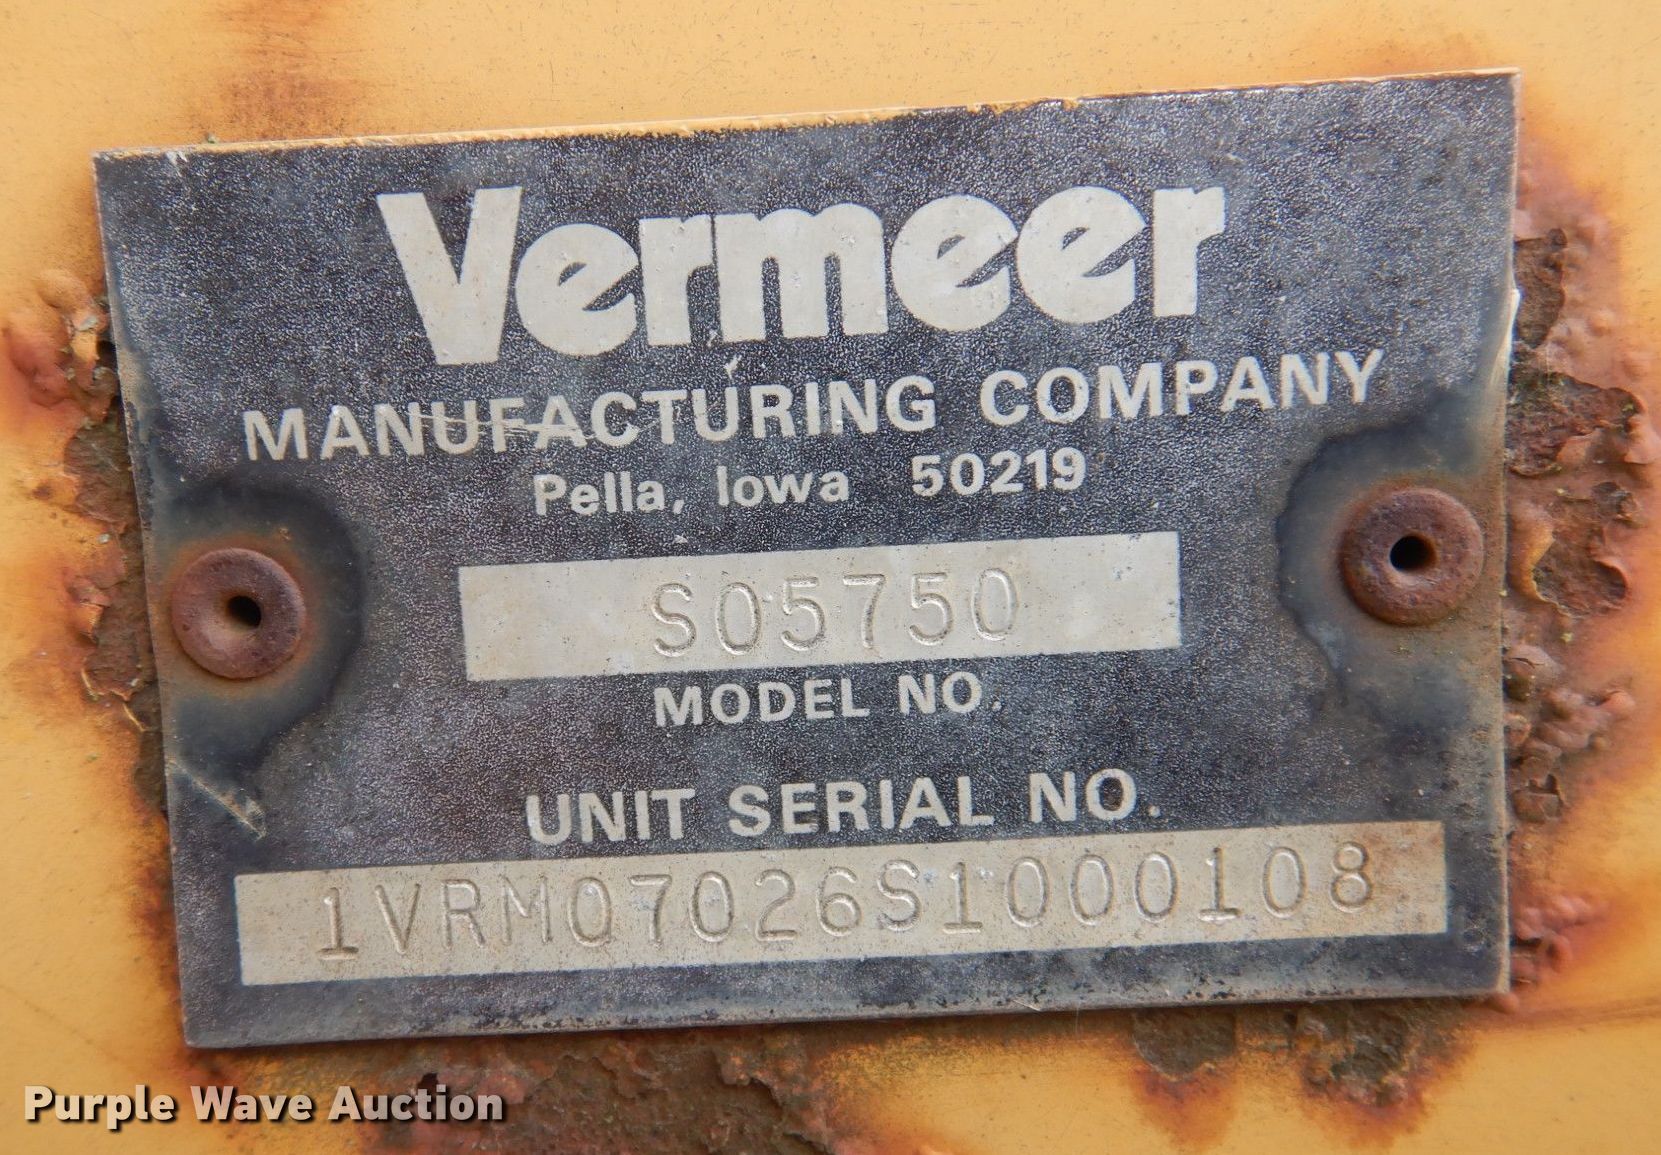 Vermeer
MANUFACTURING COMPANY
Pella, Iowa 50219
S05750
MODEL NO.
UNIT SERIAL NO.
1VRM07026S1000108
Purple Wave Auction